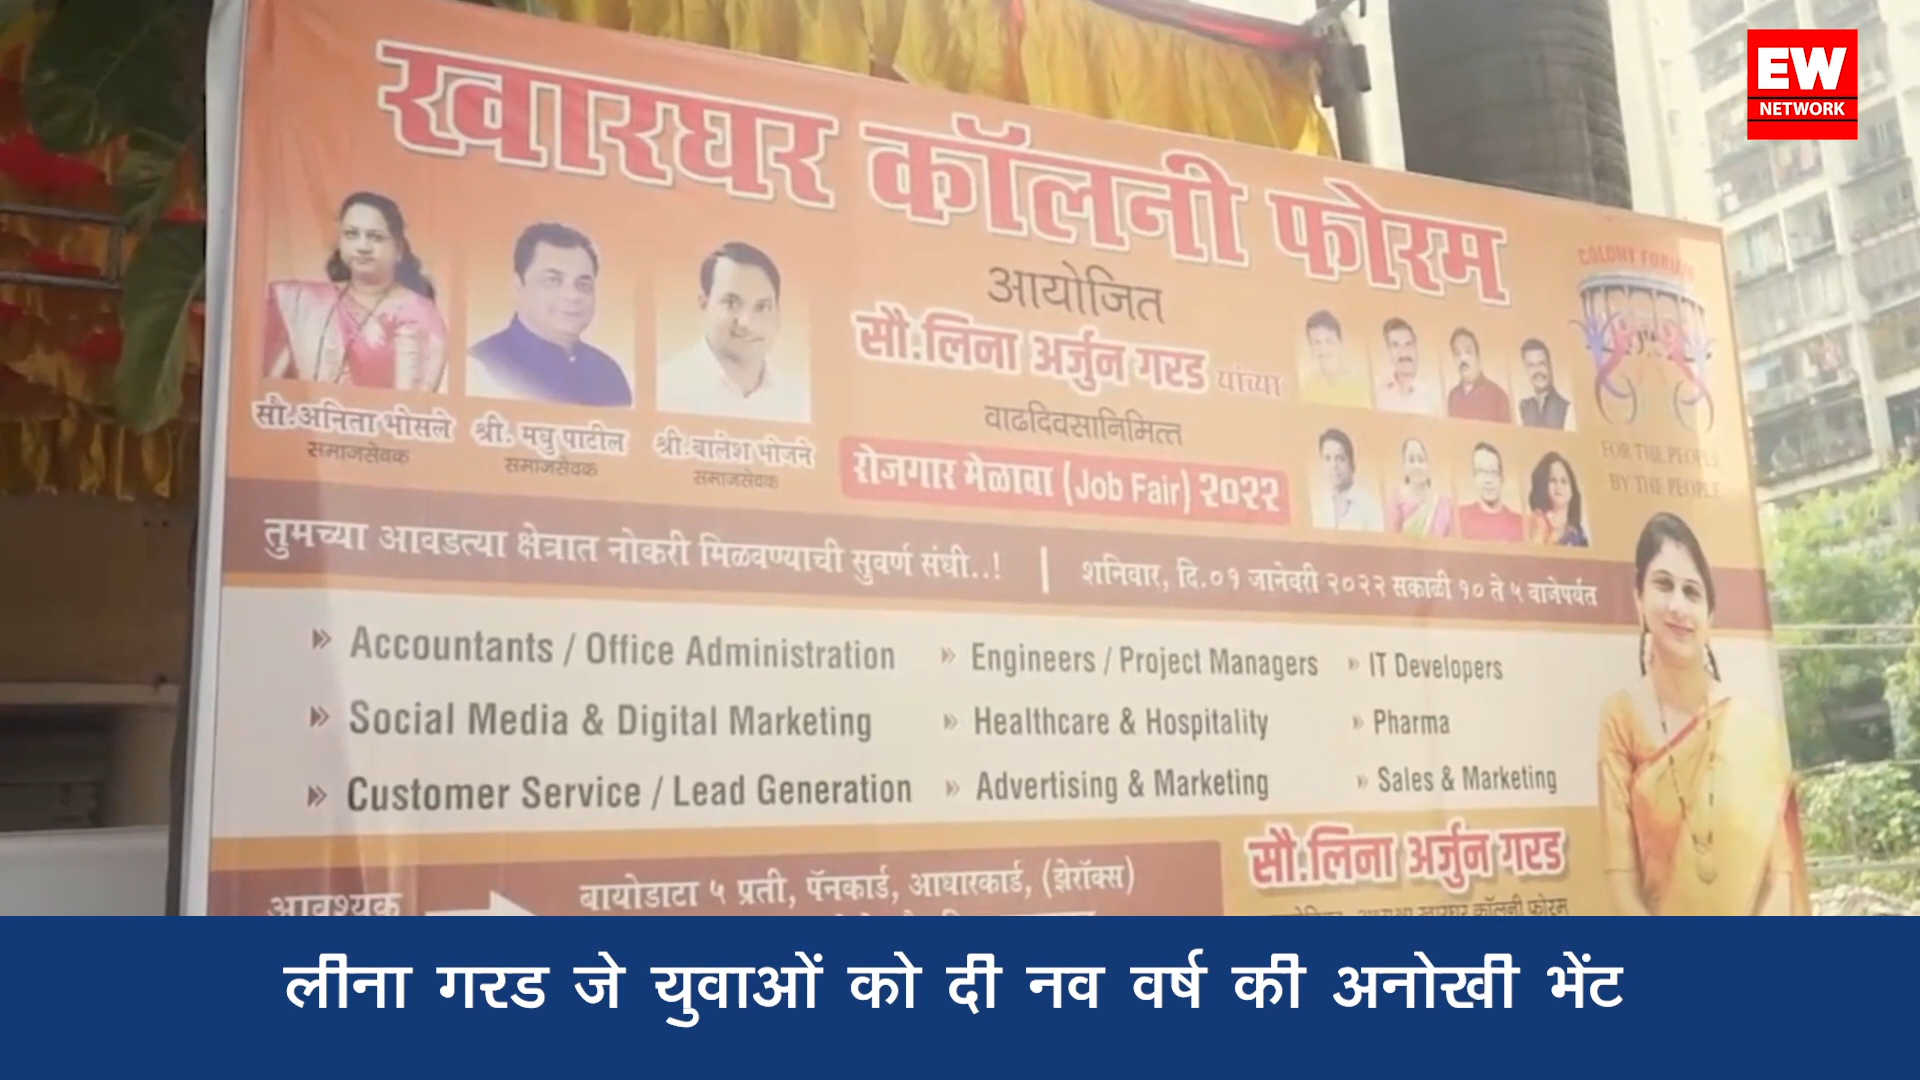 EW
NETWORK
खारघर कॉलनी फोरम
COLONY FORUM
आयोजित
सौ.लिना अर्जुन गरड यांच्या
वाढदिवसानिमित्त
रोजगार मेळावा (Job Fair) २०२२
सौ.अनिता भोसले
समाजसेवक
श्री. मधु पाटील
समाजसेवक
श्री.बालेश भोजने
समाजसेवक
FOR THE PEOPLE
BY THE PEOPLE
तुमच्या आवडत्या क्षेत्रात नोकरी मिळवण्याची सुवर्ण संधी..! | शनिवार, दि.०१ जानेवारी २०२२ सकाळी १० ते ५ वाजेपर्यंत
» Accountants / Office Administration » Engineers / Project Managers » IT Developers
» Social Media & Digital Marketing » Healthcare & Hospitality » Pharma
» Customer Service / Lead Generation » Advertising & Marketing » Sales & Marketing
आवश्यक
बायोडाटा ५ प्रती, पॅनकार्ड, आधारकार्ड, (झेरॉक्स)
सौ.लिना अर्जुन गरड
खारघर कॉलनी फोरम
लीना गरड जे युवाओं को दी नव वर्ष की अनोखी भेंट